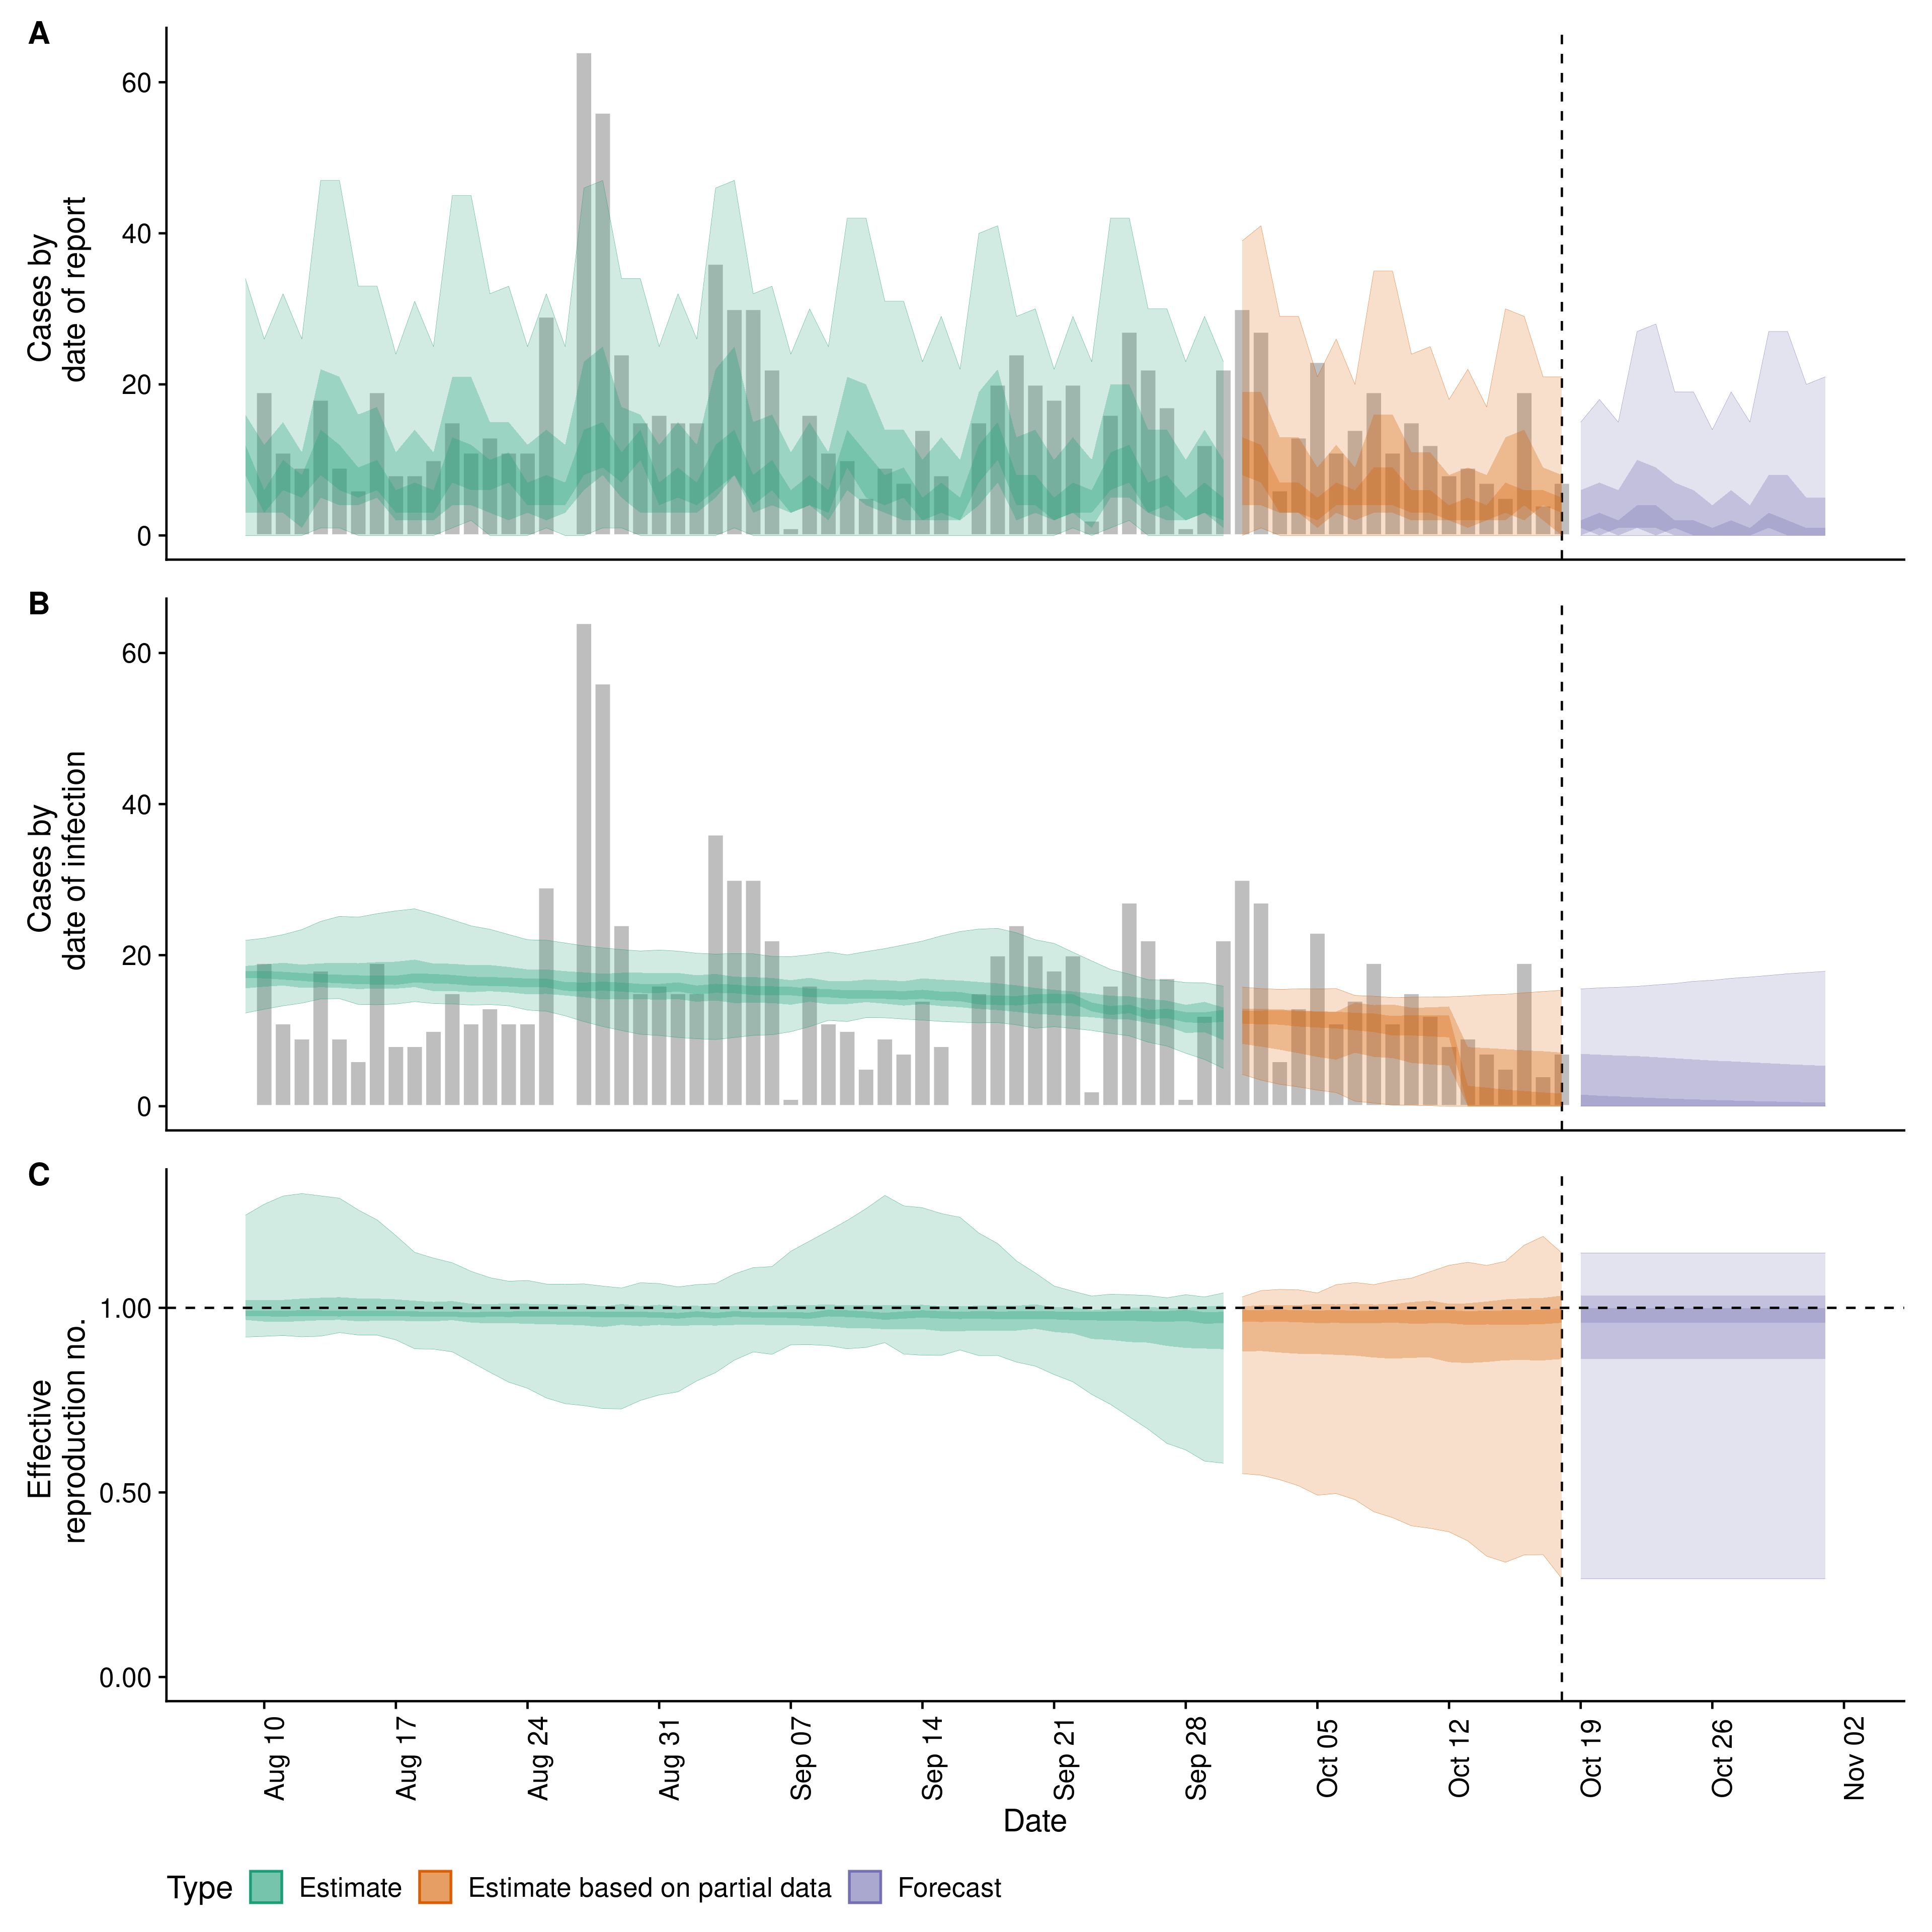 A
Cases by
date of report
60
40
20
0
B
Cases by
date of infection
60
40
20
0
C
Effective
reproduction no.
1.00
0.50
0.00
Aug 10
Aug 17
Aug 24
Aug 31
Sep 07
Sep 14
Sep 21
Sep 28
Oct 05
Oct 12
Oct 19
Oct 26
Nov 02
Date
Type Estimate Estimate based on partial data Forecast